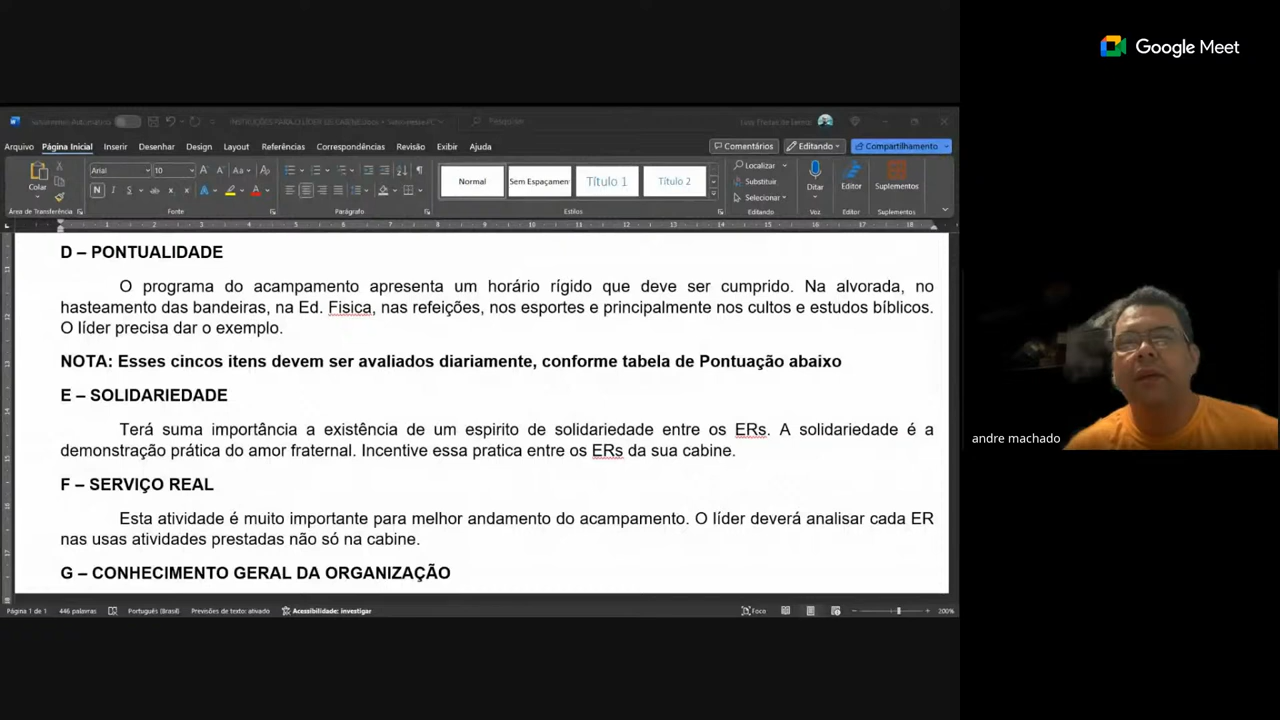 Google Meet
INSTRUÇÕES PARA O LÍDER DE CABINE.docx
Pesquisar
Arquivo Página Inicial Inserir Desenhar Design Layout Referências Correspondências Revisão Exibir Ajuda
Comentários Editando Compartilhamento
Arial 10 Aa
Colar
Normal Sem Espaçamen Título 1 Título 2
Localizar
Substituir
Selecionar
Ditar Editor Suplementos
Área de Transferência Fonte Parágrafo Estilos Editando Voz Editor Suplementos
D – PONTUALIDADE
O programa do acampamento apresenta um horário rígido que deve ser cumprido. Na alvorada, no
hasteamento das bandeiras, na Ed. Fisica, nas refeições, nos esportes e principalmente nos cultos e estudos bíblicos.
O líder precisa dar o exemplo.
NOTA: Esses cincos itens devem ser avaliados diariamente, conforme tabela de Pontuação abaixo
E – SOLIDARIEDADE
Terá suma importância a existência de um espirito de solidariedade entre os ERs. A solidariedade é a
demonstração prática do amor fraternal. Incentive essa pratica entre os ERs da sua cabine.
F – SERVIÇO REAL
Esta atividade é muito importante para melhor andamento do acampamento. O líder deverá analisar cada ER
nas usas atividades prestadas não só na cabine.
G – CONHECIMENTO GERAL DA ORGANIZAÇÃO
Página 1 de 1 446 palavras Português (Brasil) Previsões de texto: ativado Acessibilidade: investigar Foco 200%
andre machado